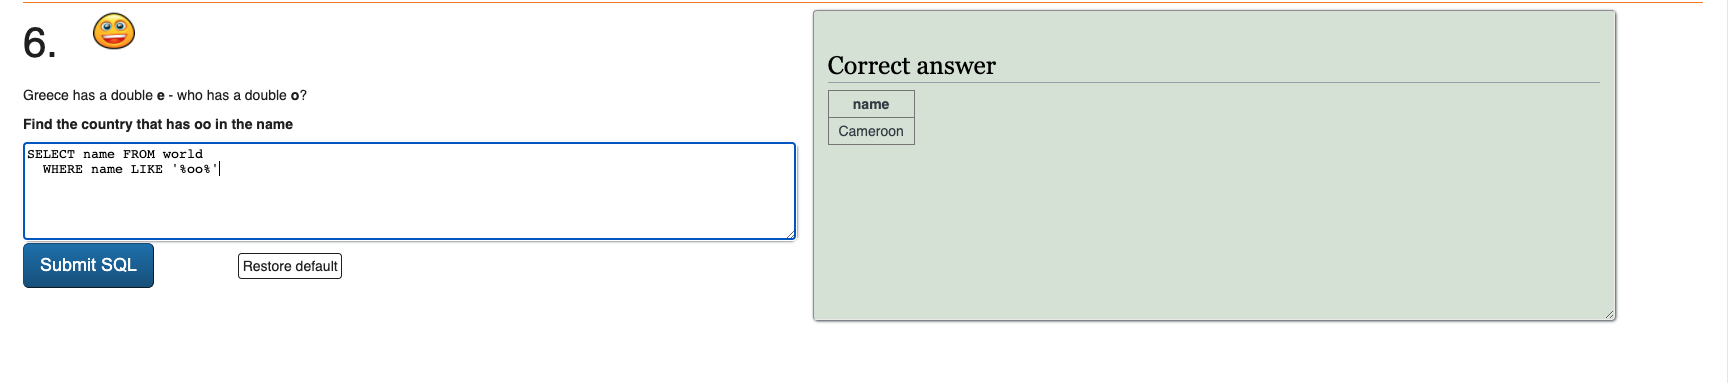 6.
Greece has a double e - who has a double o?
Find the country that has oo in the name
SELECT name FROM world
  WHERE name LIKE '%oo%'
Submit SQL
Restore default
Correct answer
name
Cameroon